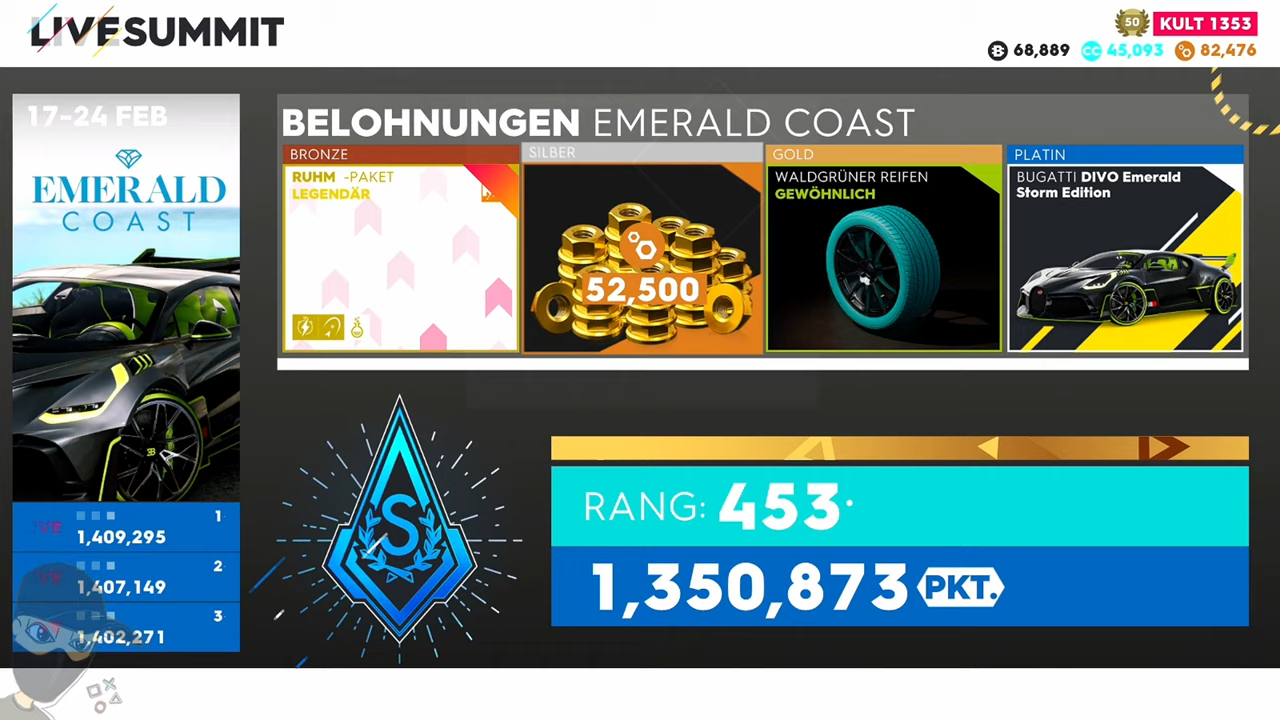 LIVESUMMIT
50
KULT 1353
68,889
CC 45,093
82,476
17-24 FEB
EMERALD
COAST
BELOHNUNGEN EMERALD COAST
BRONZE
RUHM -PAKET
LEGENDÄR
SILBER
52,500
GOLD
WALDGRÜNER REIFEN
GEWÖHNLICH
PLATIN
BUGATTI DIVO Emerald
Storm Edition
S
RANG: 453.
1,350,873 PKT.
1
1,409,295
2
1,407,149
3
1,402,271